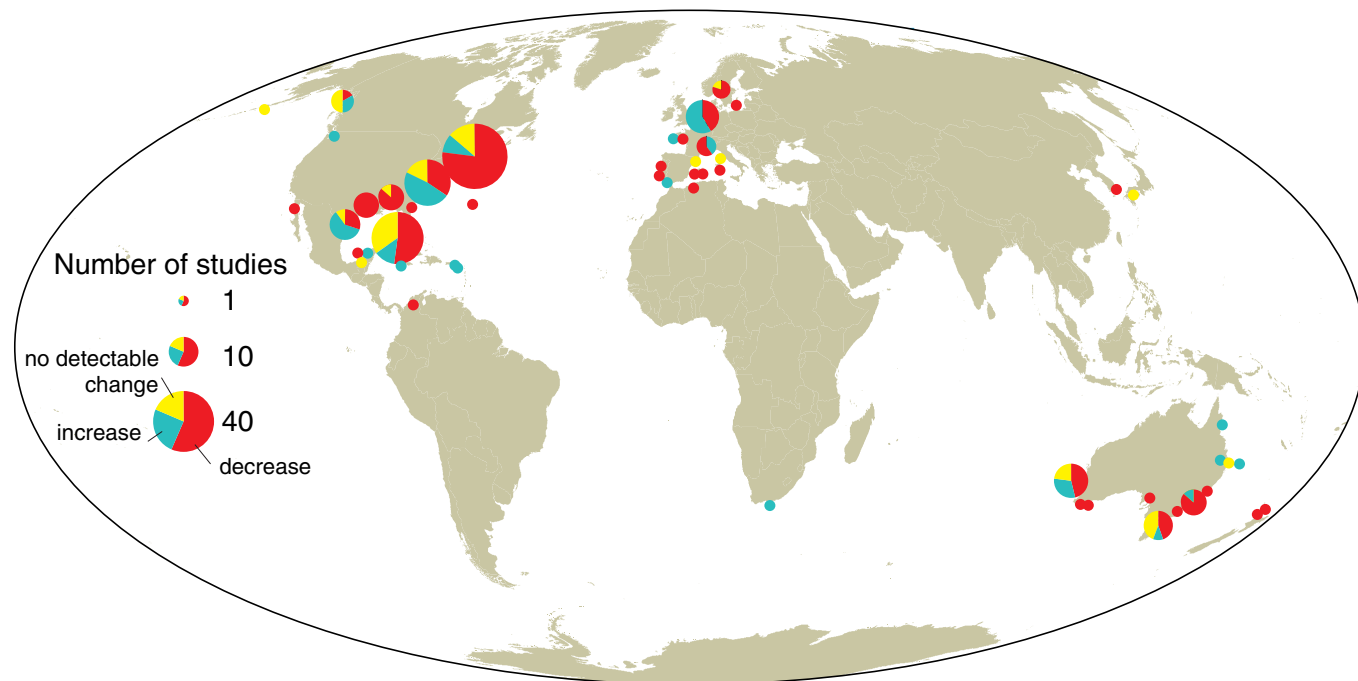 Number of studies
1
10
no detectable
change
40
increase
decrease